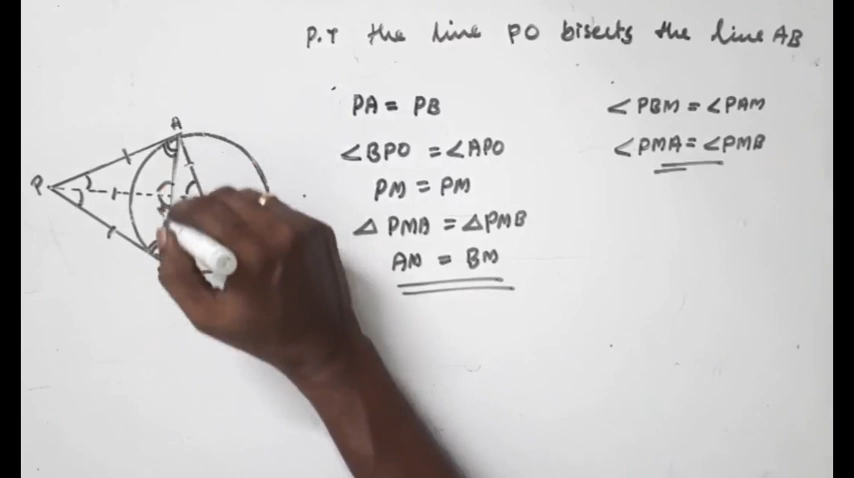 P.T the line PO bisects the line AB
PA = PB
∠BPO = ∠APO
PM = PM
△ PMA = △PMB
AM = BM
∠PBM = ∠PAM
∠PMA = ∠PMB
A
P